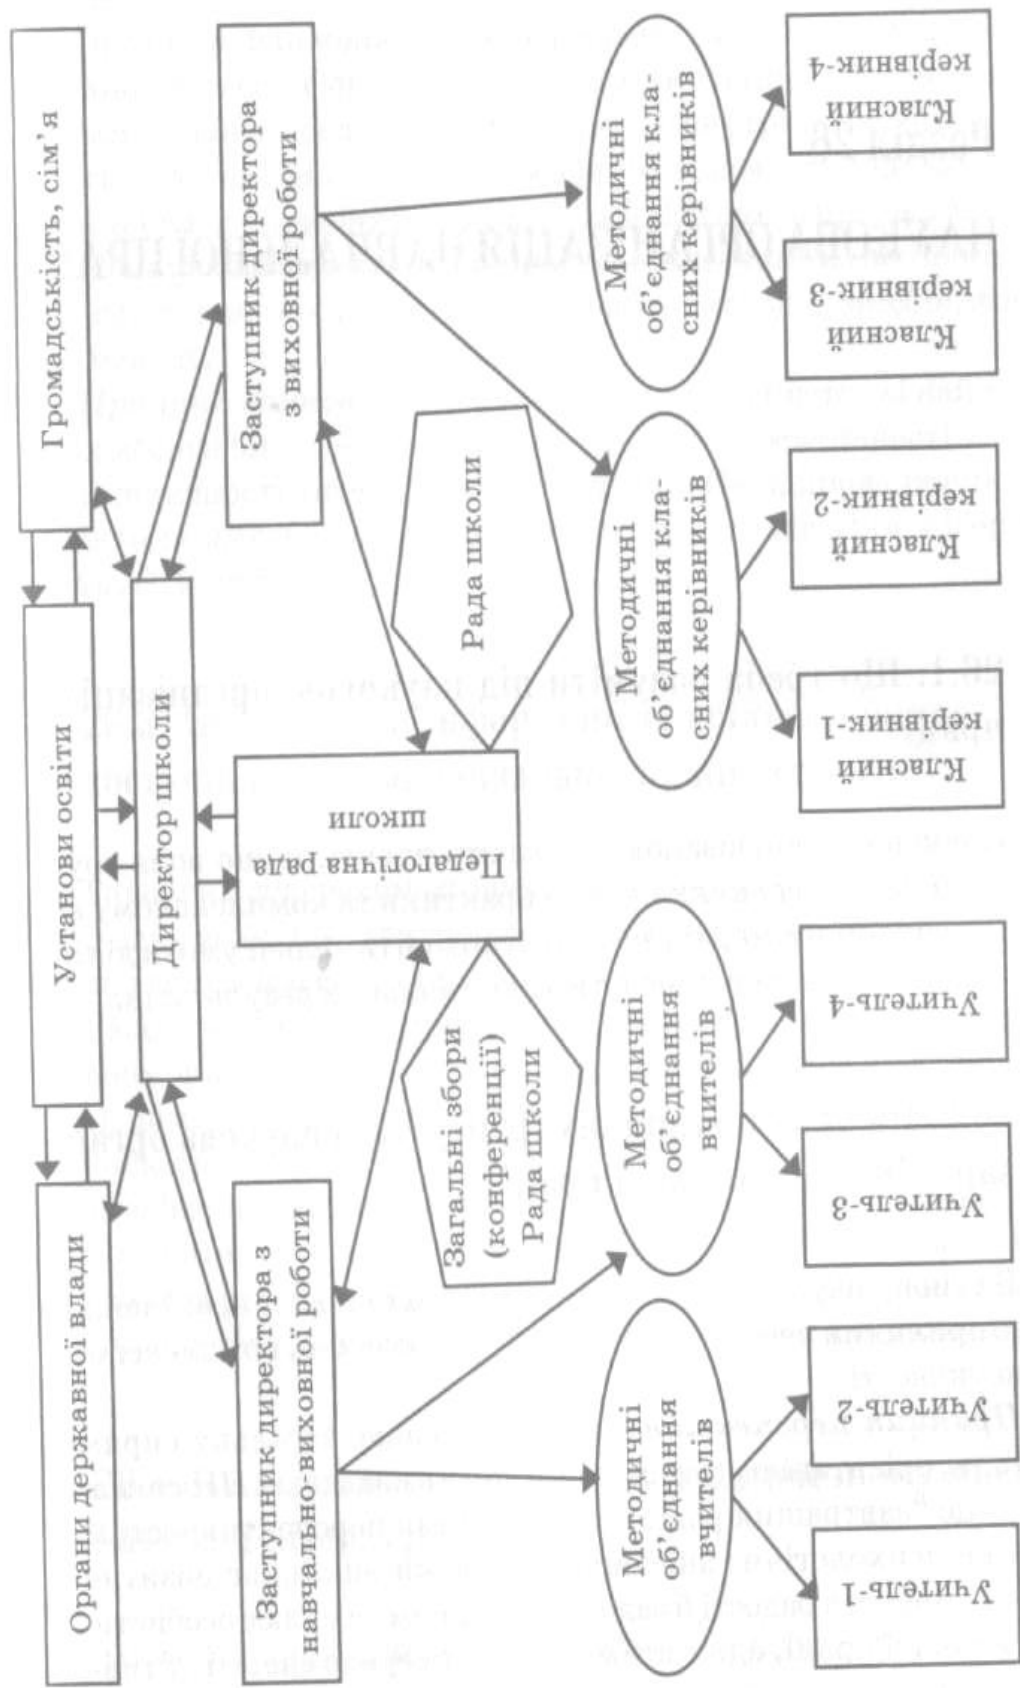 Органи державної влади
Установи освіти
Громадськість, сім’я
Директор школи
Заступник директора з
навчально виховної роботи
Заступник директора
з виховної роботи
Педагогічна рада
школи
Загальні збори
(конференції)
Рада школи
Рада школи
Методичні
об’єднання
вчителів
Методичні
об’єднання
вчителів
Методичні
об’єднання кла-
сних керівників
Методичні
об’єднання кла-
сних керівників
Учитель-1
Учитель-2
Учитель-3
Учитель-4
Класний
керівник-1
Класний
керівник-2
Класний
керівник-3
Класний
керівник-4